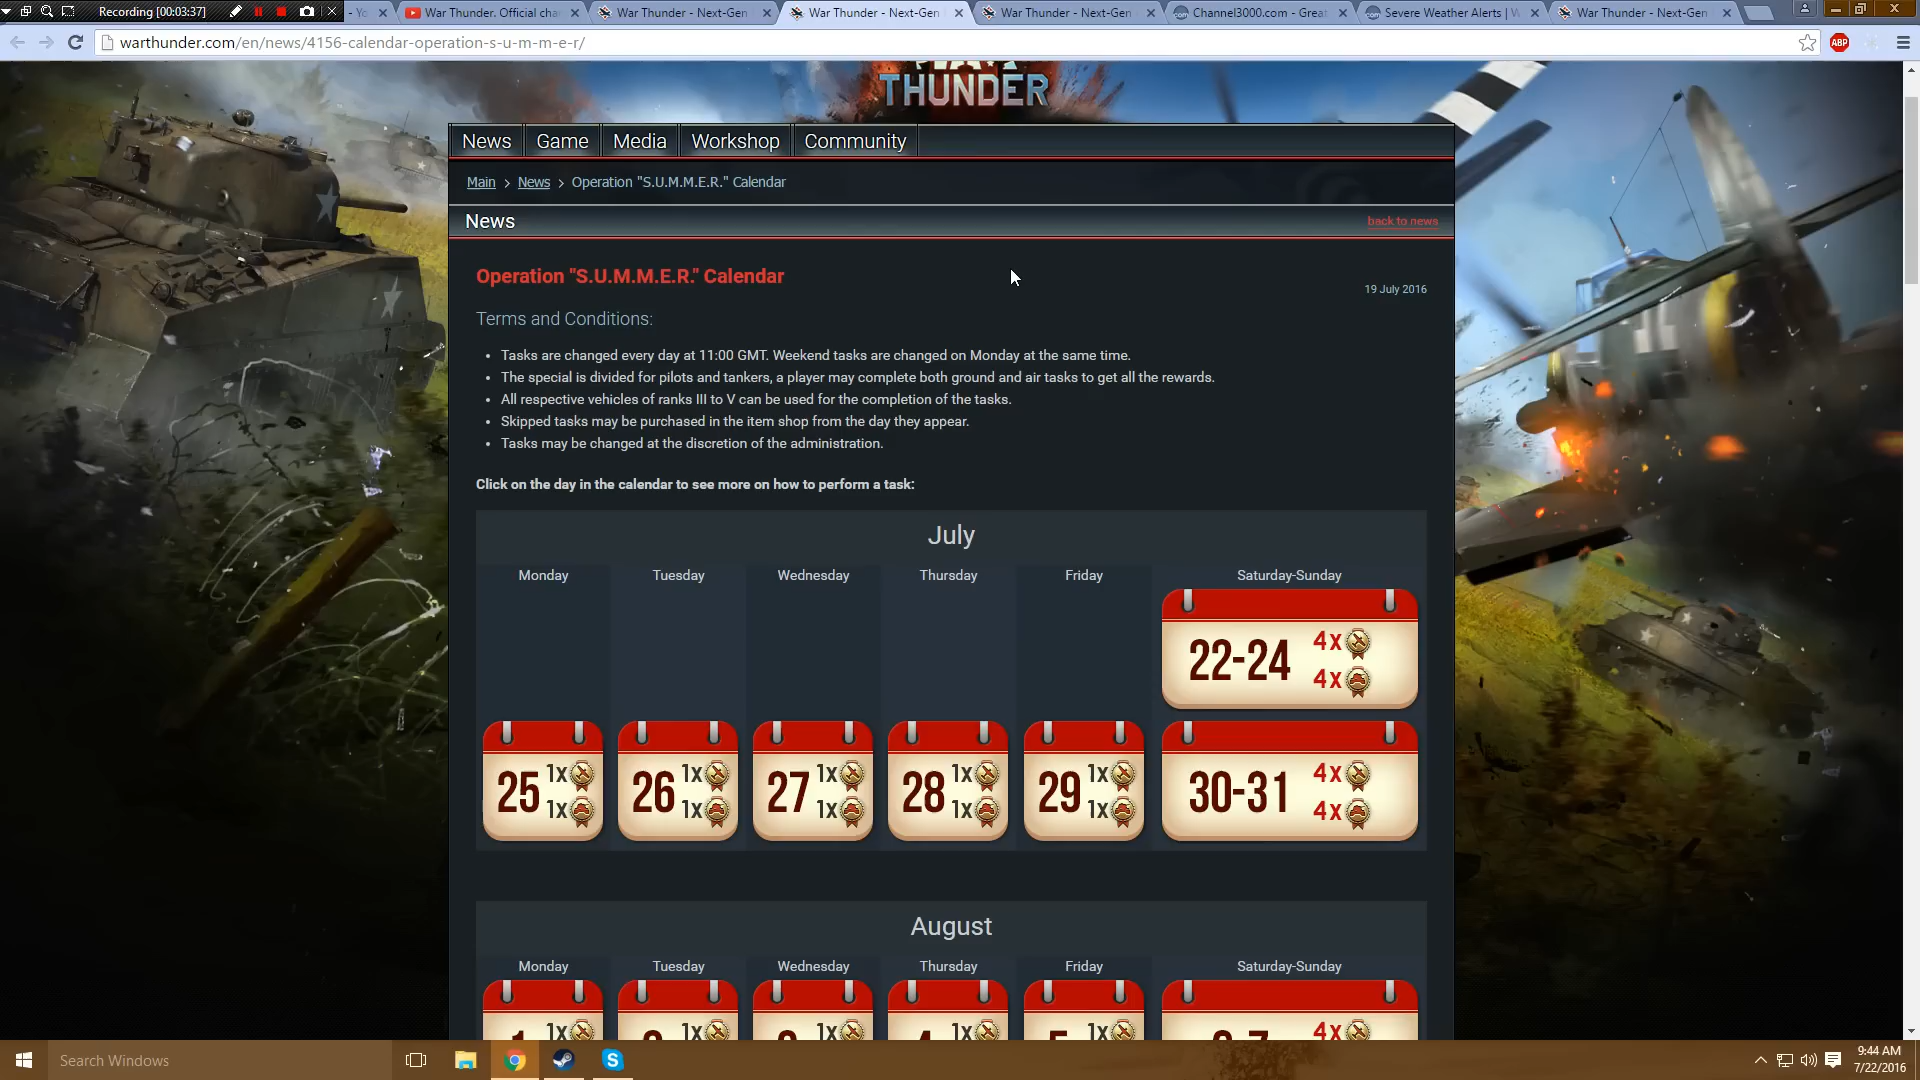 Recording [00:03:37]
- Yo
War Thunder. Official cha
War Thunder - Next-Gen
War Thunder - Next-Gen
War Thunder - Next-Gen
Channel3000.com - Great
Severe Weather Alerts | W
War Thunder - Next-Gen
warthunder.com/en/news/4156-calendar-operation-s-u-m-m-e-r/
ABP
THUNDER
News Game Media Workshop Community
Main > News > Operation "S.U.M.M.E.R." Calendar
News back to news
Operation "S.U.M.M.E.R." Calendar
19 July 2016
Terms and Conditions:
• Tasks are changed every day at 11:00 GMT. Weekend tasks are changed on Monday at the same time.
• The special is divided for pilots and tankers, a player may complete both ground and air tasks to get all the rewards.
• All respective vehicles of ranks III to V can be used for the completion of the tasks.
• Skipped tasks may be purchased in the item shop from the day they appear.
• Tasks may be changed at the discretion of the administration.
Click on the day in the calendar to see more on how to perform a task:
July
Monday Tuesday Wednesday Thursday Friday Saturday-Sunday
22-24 4x 4x
25 1x 1x
26 1x 1x
27 1x 1x
28 1x 1x
29 1x 1x
30-31 4x 4x
August
Monday Tuesday Wednesday Thursday Friday Saturday-Sunday
1x 1x 1x 1x 1x 4x
Search Windows
9:44 AM
7/22/2016